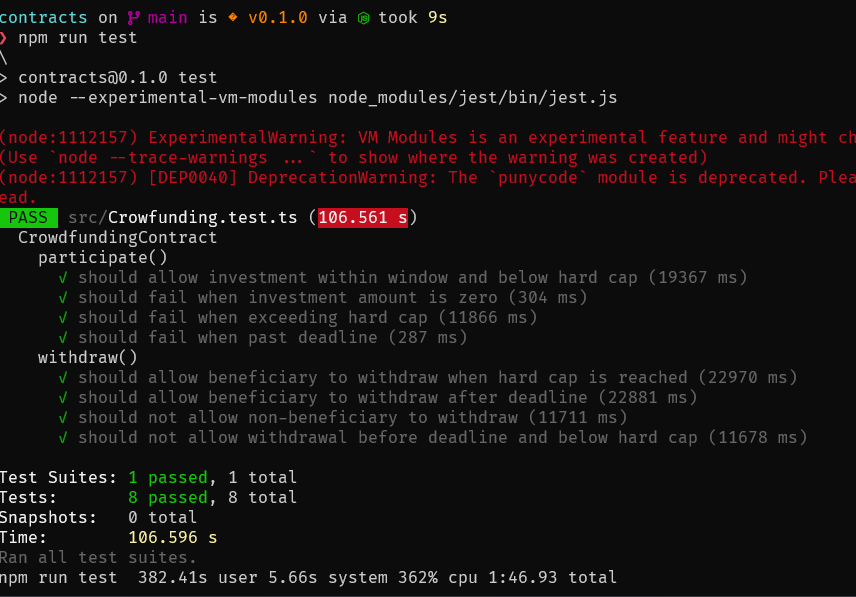 contracts on main is v0.1.0 via took 9s
❯ npm run test
\
> contracts@0.1.0 test
> node --experimental-vm-modules node_modules/jest/bin/jest.js
(node:1112157) ExperimentalWarning: VM Modules is an experimental feature and might ch
(Use `node --trace-warnings ...` to show where the warning was created)
(node:1112157) [DEP0040] DeprecationWarning: The `punycode` module is deprecated. Plea
ead.
PASS src/Crowfunding.test.ts (106.561 s)
CrowdfundingContract
participate()
√ should allow investment within window and below hard cap (19367 ms)
√ should fail when investment amount is zero (304 ms)
√ should fail when exceeding hard cap (11866 ms)
√ should fail when past deadline (287 ms)
withdraw()
√ should allow beneficiary to withdraw when hard cap is reached (22970 ms)
√ should allow beneficiary to withdraw after deadline (22881 ms)
√ should not allow non-beneficiary to withdraw (11711 ms)
√ should not allow withdrawal before deadline and below hard cap (11678 ms)
Test Suites: 1 passed, 1 total
Tests: 8 passed, 8 total
Snapshots: 0 total
Time: 106.596 s
Ran all test suites.
npm run test 382.41s user 5.66s system 362% cpu 1:46.93 total